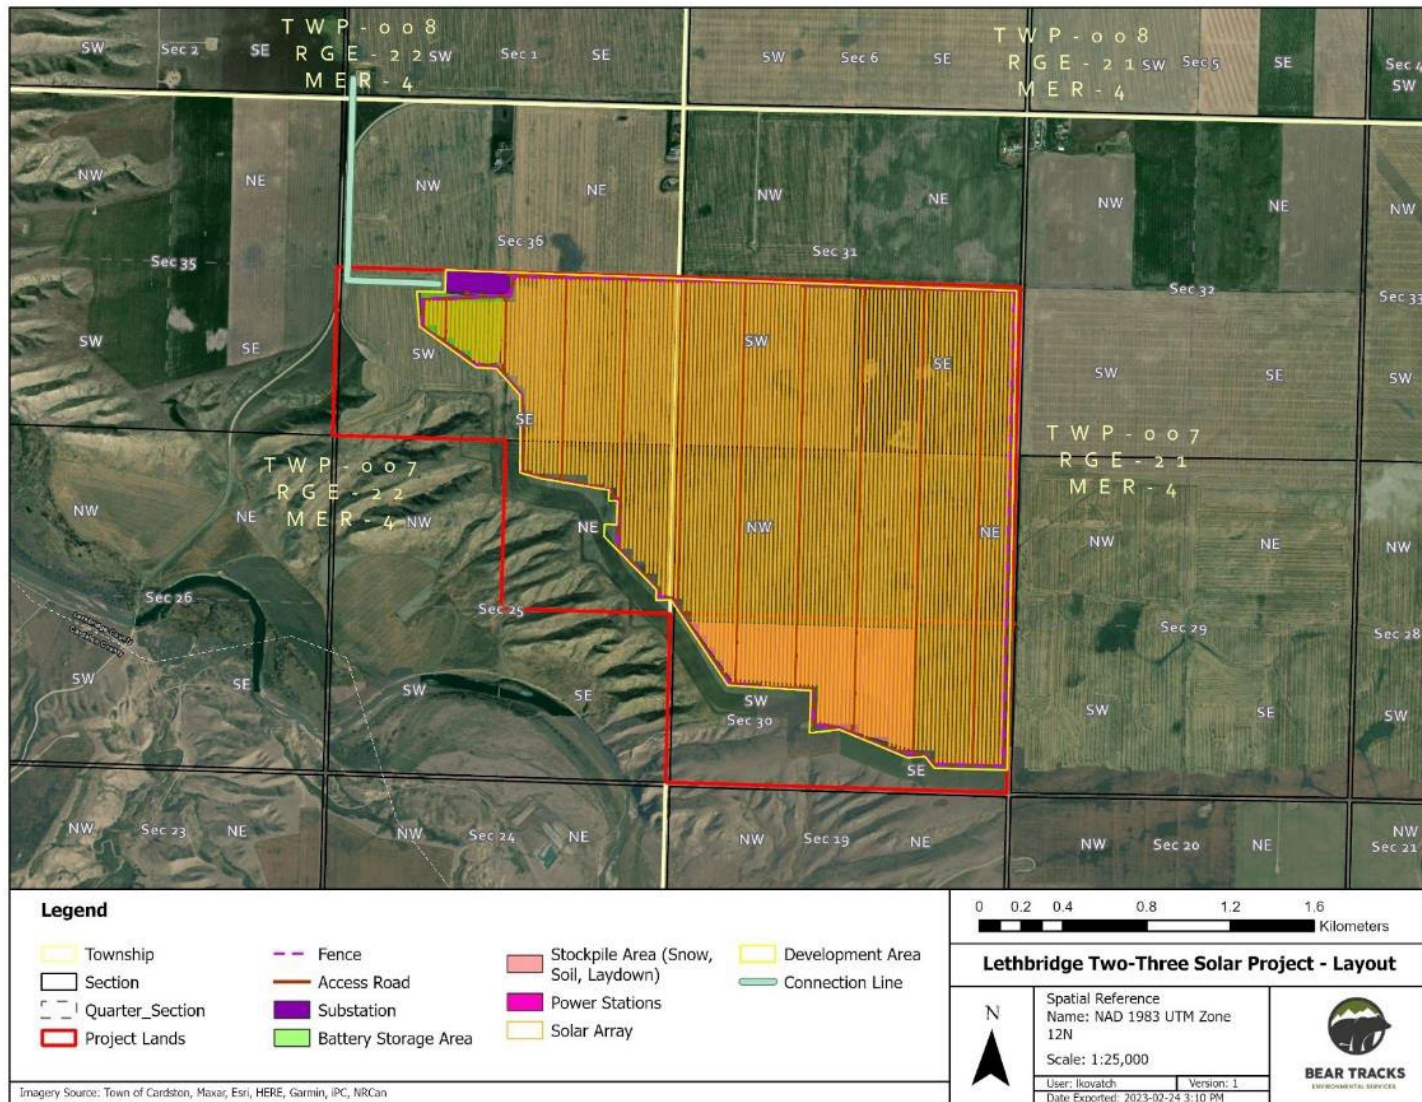 TWP-008
RGE-22
MER-4
TWP-008
RGE-21
MER-4
SW
Sec 2
SE
SW
Sec 1
SE
SW
Sec 6
SE
SW
Sec 5
SE
Sec 4
SW
NW
NE
NW
NE
NW
NE
NW
NE
NW
Sec 35
Sec 36
Sec 31
Sec 32
Sec 33
SW
SE
SW
SE
SW
SE
SW
SE
SW
TWP-007
RGE-22
MER-4
TWP-007
RGE-21
MER-4
NW
NE
NW
NE
NW
NE
NW
NE
NW
Sec 26
Sec 25
Sec 30
Sec 29
Sec 28
Lethbridge County
Cardston County
SW
SE
SW
SE
SW
SE
SW
SE
SW
NW
Sec 23
NE
NW
Sec 24
NE
NW
Sec 19
NE
NW
Sec 20
NE
NW
Sec 21
Legend
Township
Section
Quarter_Section
Project Lands
Fence
Access Road
Substation
Battery Storage Area
Stockpile Area (Snow,
Soil, Laydown)
Power Stations
Solar Array
Development Area
Connection Line
0 0.2 0.4 0.8 1.2 1.6
Kilometers
Lethbridge Two-Three Solar Project - Layout
N
Spatial Reference
Name: NAD 1983 UTM Zone
12N
Scale: 1:25,000
User: lkovatch
Version: 1
Date Exported: 2023-02-24 3:10 PM
BEAR TRACKS
ENVIRONMENTAL SERVICES
Imagery Source: Town of Cardston, Maxar, Esri, HERE, Garmin, iPC, NRCan